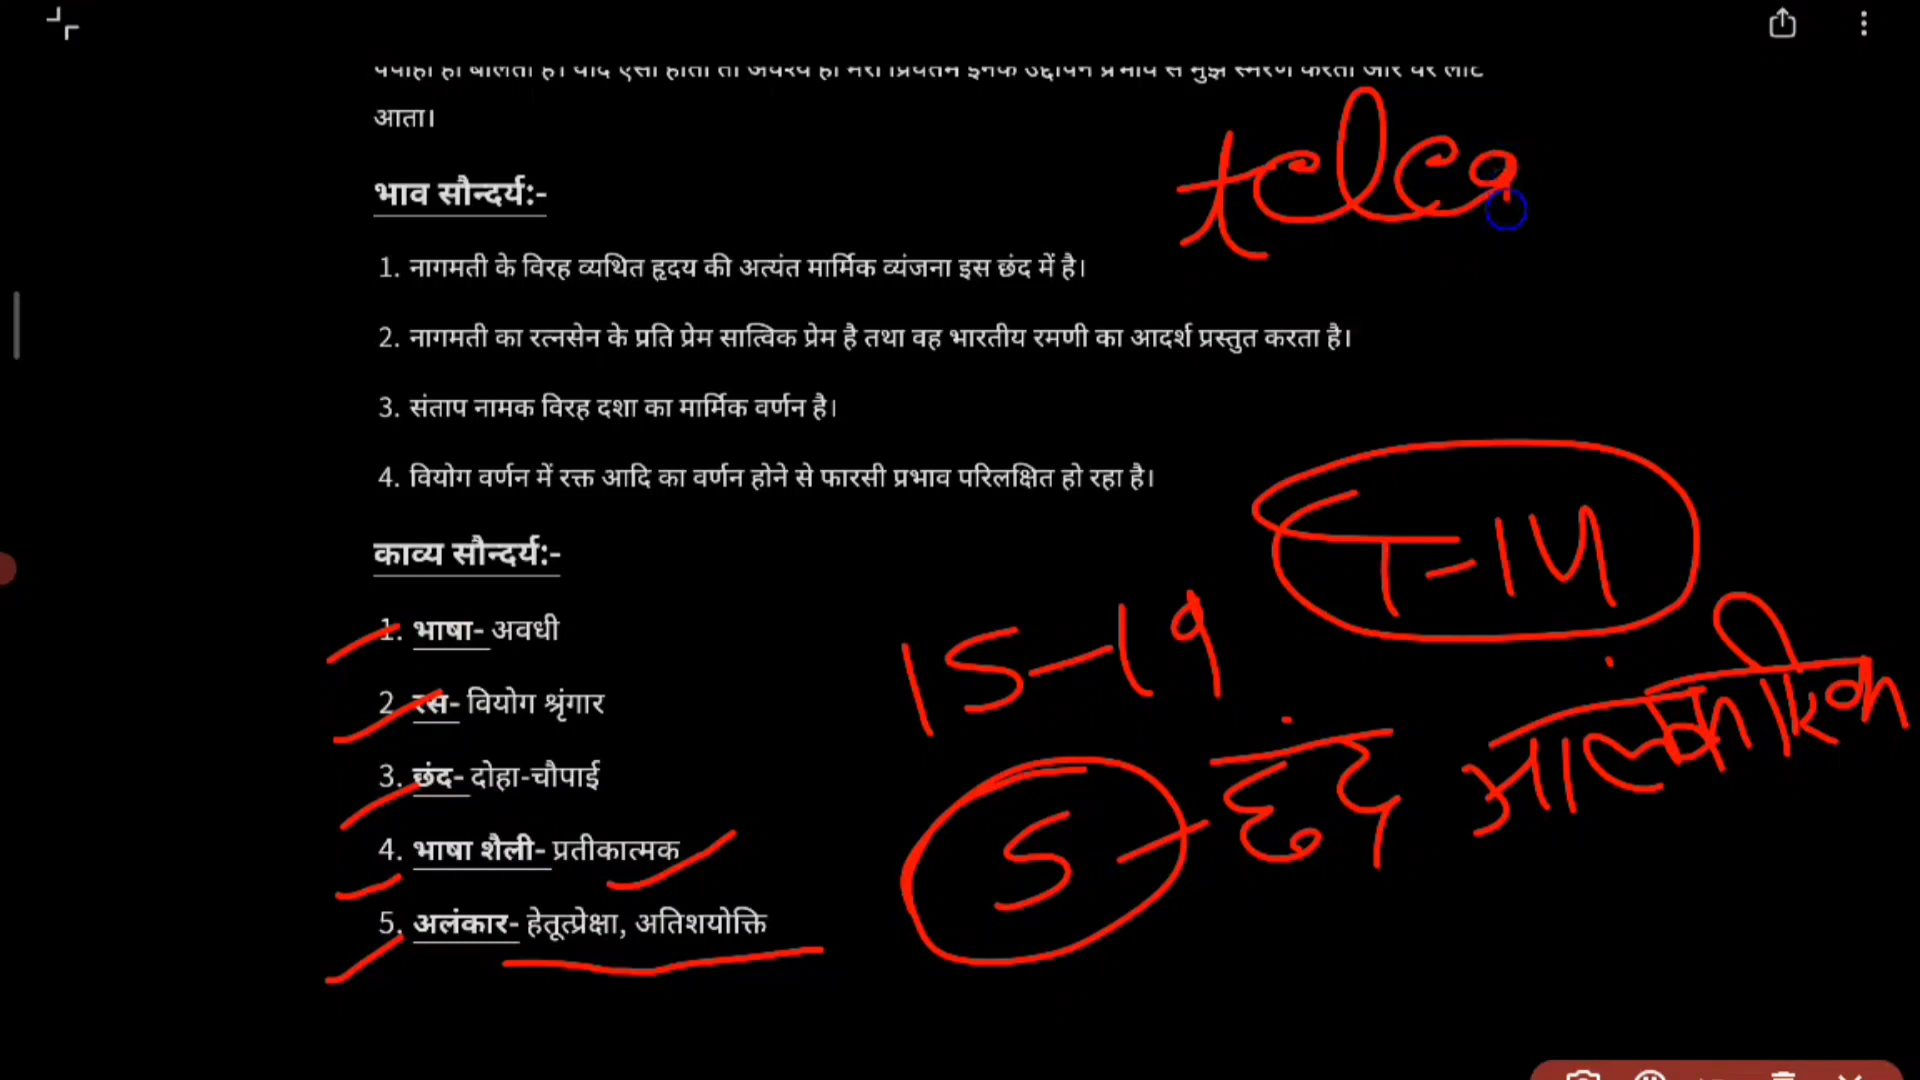 आता।
भाव सौन्दर्य:-
1. नागमती के विरह व्यथित हृदय की अत्यंत मार्मिक व्यंजना इस छंद में है।
2. नागमती का रत्नसेन के प्रति प्रेम सात्विक प्रेम है तथा वह भारतीय रमणी का आदर्श प्रस्तुत करता है।
3. संताप नामक विरह दशा का मार्मिक वर्णन है।
4. वियोग वर्णन में रक्त आदि का वर्णन होने से फारसी प्रभाव परिलक्षित हो रहा है।
T-14
काव्य सौन्दर्य:-
1. भाषा- अवधी
15-19
2. रस- वियोग श्रृंगार
3. छंद- दोहा-चौपाई
4. भाषा शैली- प्रतीकात्मक
5 - छंद
5. अलंकार- हेतूत्प्रेक्षा, अतिशयोक्ति